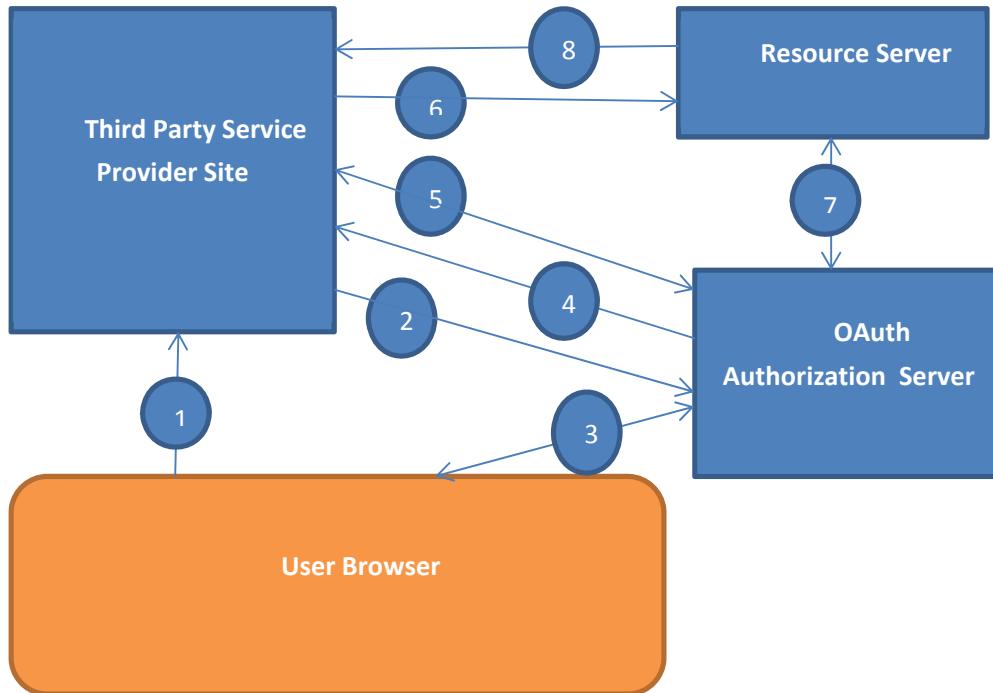 8
Resource Server
6
Third Party Service
Provider Site
5
7
4
2
OAuth
Authorization Server
1
3
User Browser